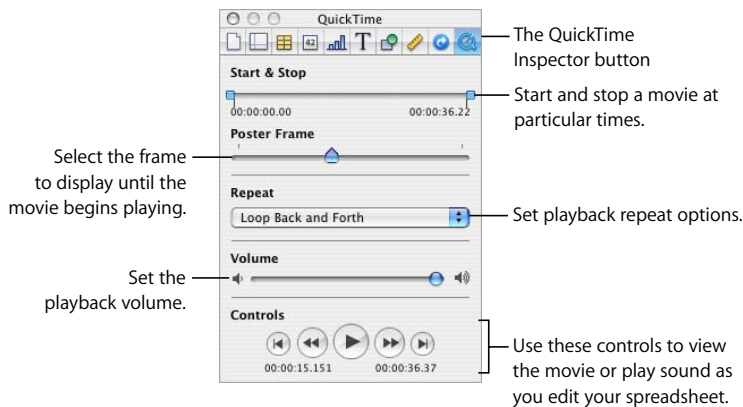 QuickTime
42
T
The QuickTime
Inspector button
Start & Stop
00:00:00.00
00:00:36.22
Start and stop a movie at
particular times.
Poster Frame
Select the frame
to display until the
movie begins playing.
Repeat
Loop Back and Forth
Set playback repeat options.
Volume
Set the
playback volume.
Controls
00:00:15.151
00:00:36.37
Use these controls to view
the movie or play sound as
you edit your spreadsheet.